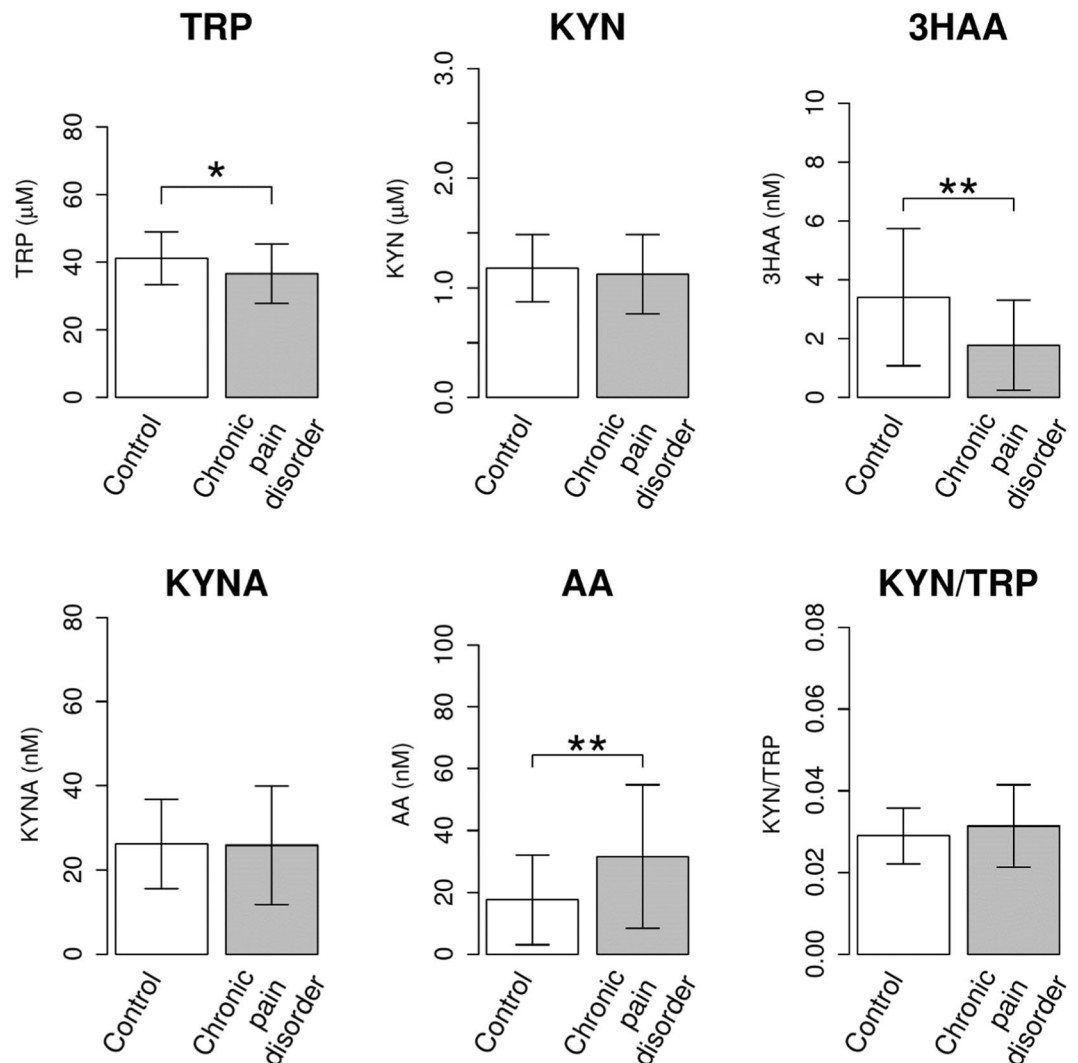 TRP
KYN
3HAA
TRP (μM)
0
20
40
60
80
*
Control
Chronic
pain
disorder
KYN (μM)
0.0
1.0
2.0
3.0
Control
Chronic
pain
disorder
3HAA (nM)
0
2
4
6
8
10
**
Control
Chronic
pain
disorder
KYNA
AA
KYN/TRP
KYNA (nM)
0
20
40
60
80
Control
Chronic
pain
disorder
AA (nM)
0
20
40
60
80
100
**
Control
Chronic
pain
disorder
KYN/TRP
0.00
0.02
0.04
0.06
0.08
Control
Chronic
pain
disorder